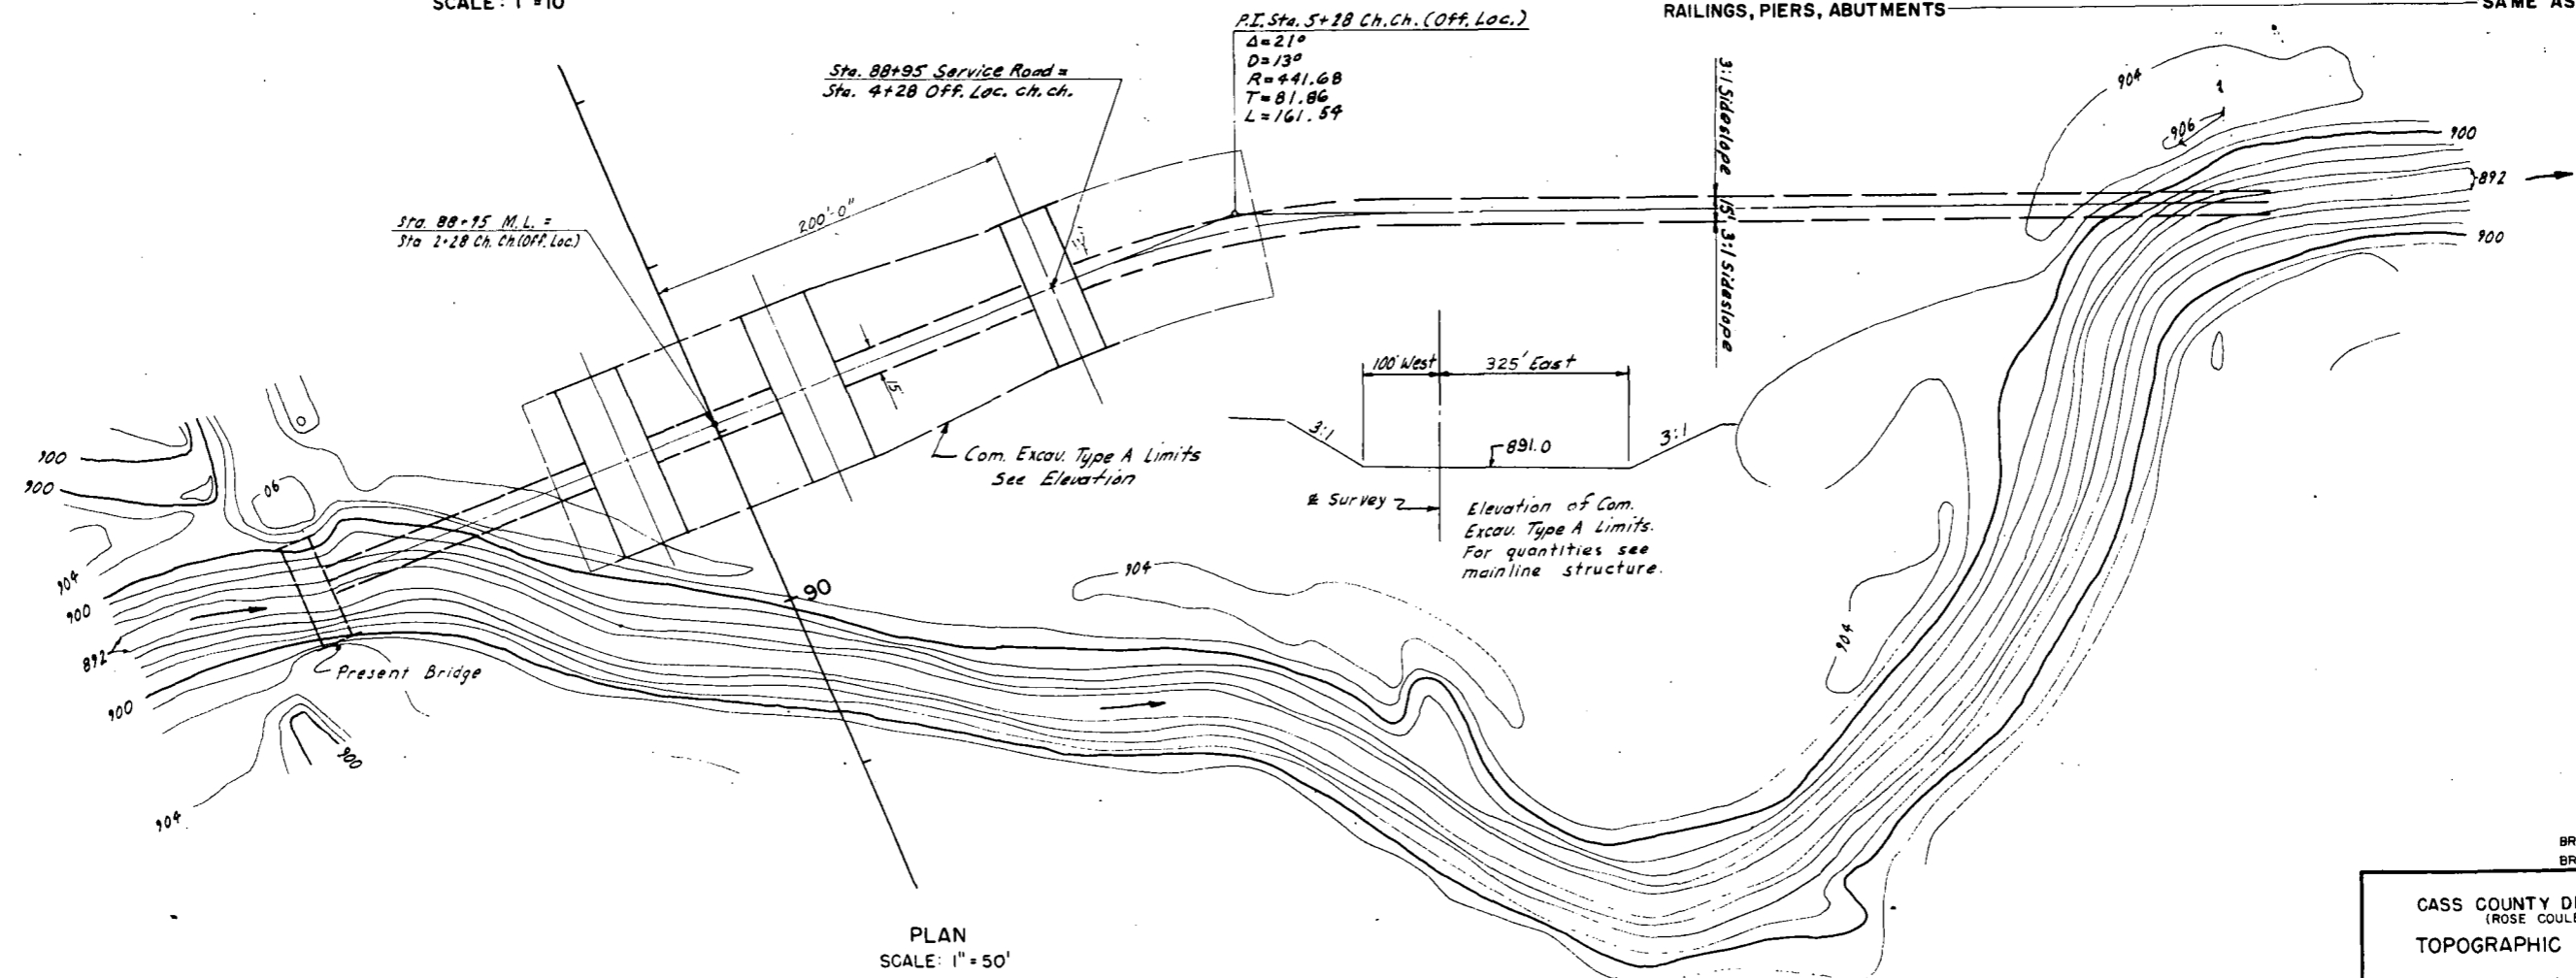 SCALE: 1"=10'
RAILINGS, PIERS, ABUTMENTS
SAME AS
P.I. Sta. 5+28 Ch. Ch. (Off. Loc.)
Δ=21°
D=13°
R=441.68
T=81.86
L=161.54
Sta. 88+95 Service Road =
Sta. 4+28 Off. Loc. ch. ch.
Sta. 88+95 M.L. =
Sta 2+28 Ch. Ch. (Off. Loc.)
200'-0"
3:1 Sideslope
15'
3:1 Sideslope
904
906
900
892
900
15'
100' West
325' East
3:1
891.0
3:1
Com. Excav. Type A Limits
See Elevation
℄ Survey
Elevation of Com.
Excav. Type A Limits.
For quantities see
mainline structure.
900
900
06
904
900
892
900
Present Bridge
900
904
90
904
904
PLAN
SCALE: 1"=50'
BR
BR
CASS COUNTY
(ROSE
TOPOGRAPHIC